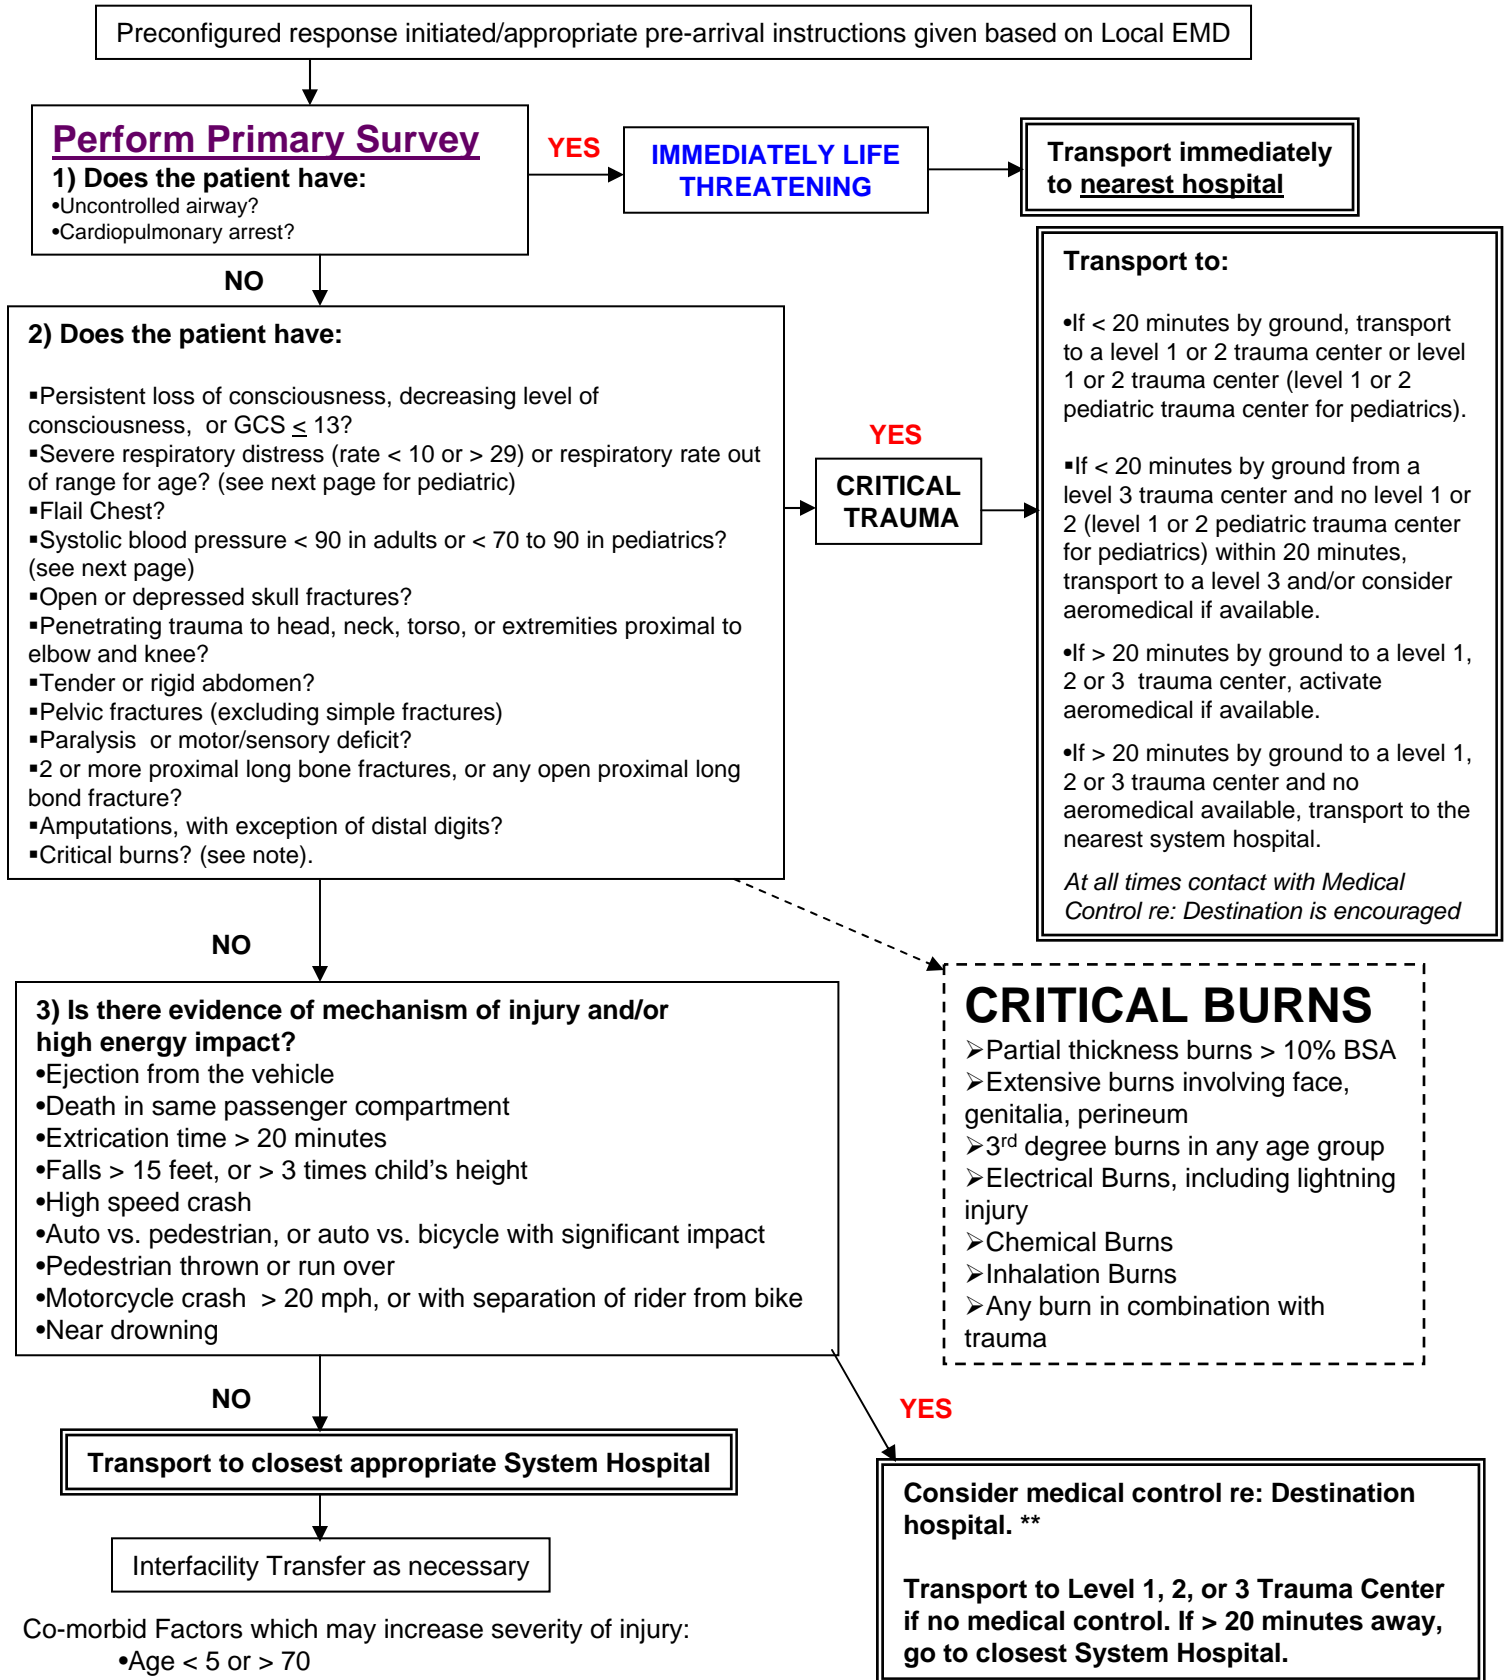 Preconfigured response initiated/appropriate pre-arrival instructions given based on Local EMD
Perform Primary Survey
1) Does the patient have:
•Uncontrolled airway?
•Cardiopulmonary arrest?
YES
IMMEDIATELY LIFE
THREATENING
Transport immediately
to nearest hospital
NO
2) Does the patient have:
▪Persistent loss of consciousness, decreasing level of
consciousness,  or GCS < 13?
▪Severe respiratory distress (rate < 10 or > 29) or respiratory rate out
of range for age? (see next page for pediatric)
▪Flail Chest?
▪Systolic blood pressure < 90 in adults or < 70 to 90 in pediatrics?
(see next page)
▪Open or depressed skull fractures?
▪Penetrating trauma to head, neck, torso, or extremities proximal to
elbow and knee?
▪Tender or rigid abdomen?
▪Pelvic fractures (excluding simple fractures)
▪Paralysis  or motor/sensory deficit?
▪2 or more proximal long bone fractures, or any open proximal long
bond fracture?
▪Amputations, with exception of distal digits?
▪Critical burns? (see note).
YES
CRITICAL
TRAUMA
Transport to:
•If < 20 minutes by ground, transport
to a level 1 or 2 trauma center or level
1 or 2 trauma center (level 1 or 2
pediatric trauma center for pediatrics).
▪If < 20 minutes by ground from a
level 3 trauma center and no level 1 or
2 (level 1 or 2 pediatric trauma center
for pediatrics) within 20 minutes,
transport to a level 3 and/or consider
aeromedical if available.
•If > 20 minutes by ground to a level 1,
2 or 3  trauma center, activate
aeromedical if available.
•If > 20 minutes by ground to a level 1,
2 or 3 trauma center and no
aeromedical available, transport to the
nearest system hospital.
At all times contact with Medical
Control re: Destination is encouraged
NO
3) Is there evidence of mechanism of injury and/or
high energy impact?
•Ejection from the vehicle
•Death in same passenger compartment
•Extrication time > 20 minutes
•Falls > 15 feet, or > 3 times child's height
•High speed crash
•Auto vs. pedestrian, or auto vs. bicycle with significant impact
•Pedestrian thrown or run over
•Motorcycle crash  > 20 mph, or with separation of rider from bike
•Near drowning
CRITICAL BURNS
➢Partial thickness burns > 10% BSA
➢Extensive burns involving face,
genitalia, perineum
➢3rd degree burns in any age group
➢Electrical Burns, including lightning
injury
➢Chemical Burns
➢Inhalation Burns
➢Any burn in combination with
trauma
NO
YES
Transport to closest appropriate System Hospital
Interfacility Transfer as necessary
Consider medical control re: Destination
hospital. **
Transport to Level 1, 2, or 3 Trauma Center
if no medical control. If > 20 minutes away,
go to closest System Hospital.
Co-morbid Factors which may increase severity of injury:
•Age < 5 or > 70